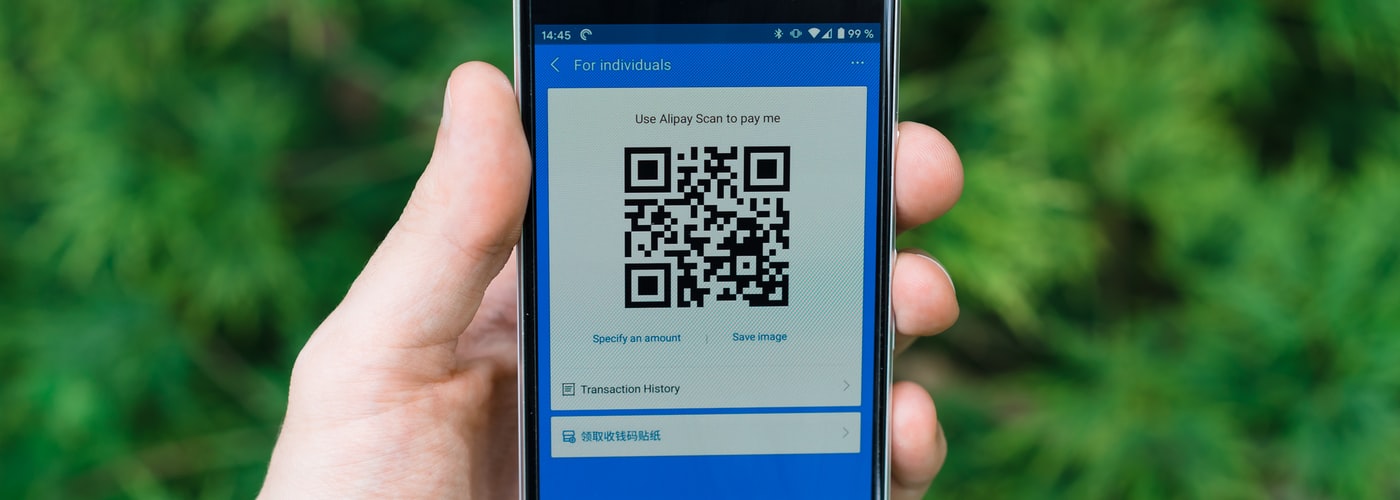 14:45 99 %
For individuals
Use Alipay Scan to pay me
Specify an amount | Save image
Transaction History
领取收钱码贴纸